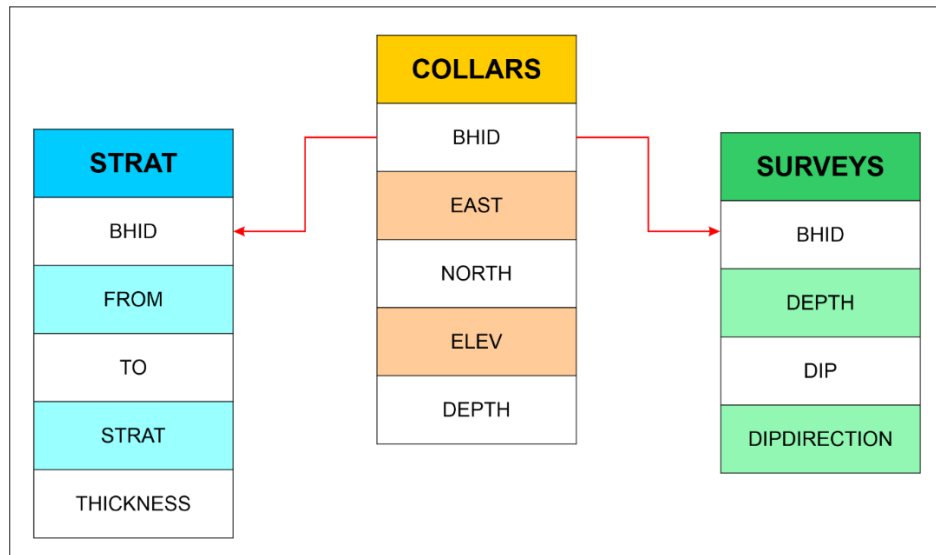 COLLARS
BHID
EAST
NORTH
ELEV
DEPTH
STRAT
BHID
FROM
TO
STRAT
THICKNESS
SURVEYS
BHID
DEPTH
DIP
DIPDIRECTION